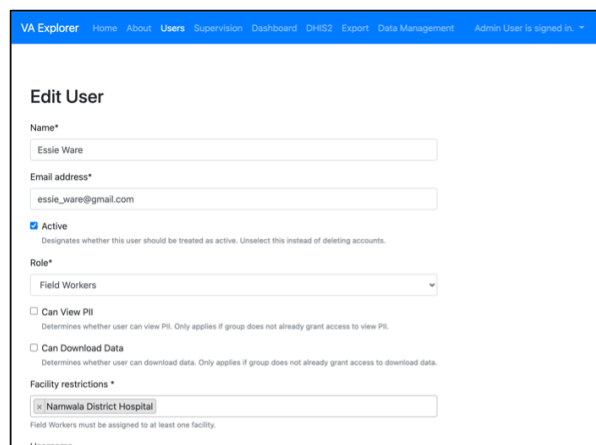 VA Explorer Home About Users Supervision Dashboard DHIS2 Export Data Management Admin User is signed in.
Edit User
Name*
Essie Ware
Email address*
essie_ware@gmail.com
Active
Designates whether this user should be treated as active. Unselect this instead of deleting accounts.
Role*
Field Workers
Can View PII
Determines whether user can view PII. Only applies if group does not already grant access to view PII.
Can Download Data
Determines whether user can download data. Only applies if group does not already grant access to download data.
Facility restrictions *
× Namwala District Hospital
Field Workers must be assigned to at least one facility.
Username